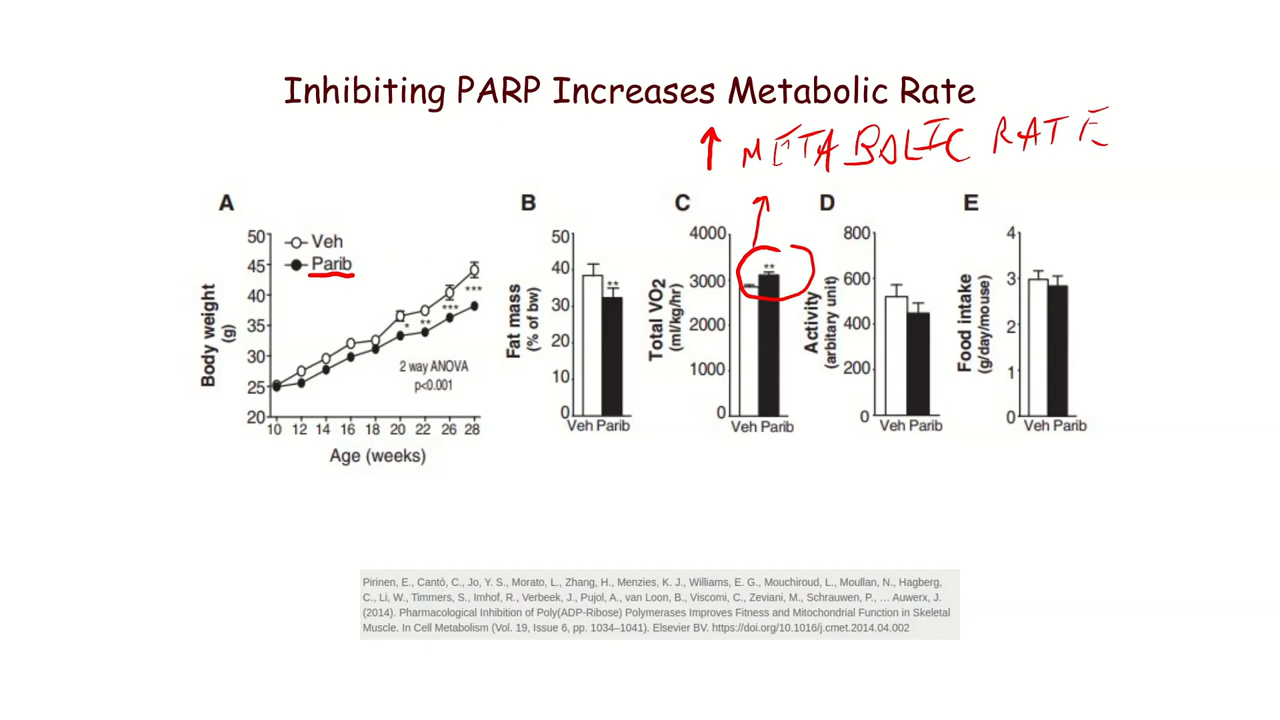 Inhibiting PARP Increases Metabolic Rate
↑ METABOLIC RATE
A
50
45
40
35
30
25
20
Body weight
(g)
Veh
Parib
*
**
***
***
2 way ANOVA
p<0.001
10 12 14 16 18 20 22 26 28
Age (weeks)
B
50
40
30
20
10
0
Fat mass
(% of bw)
**
Veh Parib
C
4000
3000
2000
1000
0
Total VO2
(ml/kg/hr)
**
Veh Parib
D
800
600
400
200
0
Activity
(arbitary unit)
Veh Parib
E
4
3
2
1
0
Food intake
(g/day/mouse)
Veh Parib
Pirinen, E., Cantó, C., Jo, Y. S., Morato, L., Zhang, H., Menzies, K. J., Williams, E. G., Mouchiroud, L., Moullan, N., Hagberg,
C., Li, W., Timmers, S., Imhof, R., Verbeek, J., Pujol, A., van Loon, B., Viscomi, C., Zeviani, M., Schrauwen, P., … Auwerx, J.
(2014). Pharmacological Inhibition of Poly(ADP-Ribose) Polymerases Improves Fitness and Mitochondrial Function in Skeletal
Muscle. In Cell Metabolism (Vol. 19, Issue 6, pp. 1034–1041). Elsevier BV. https://doi.org/10.1016/j.cmet.2014.04.002